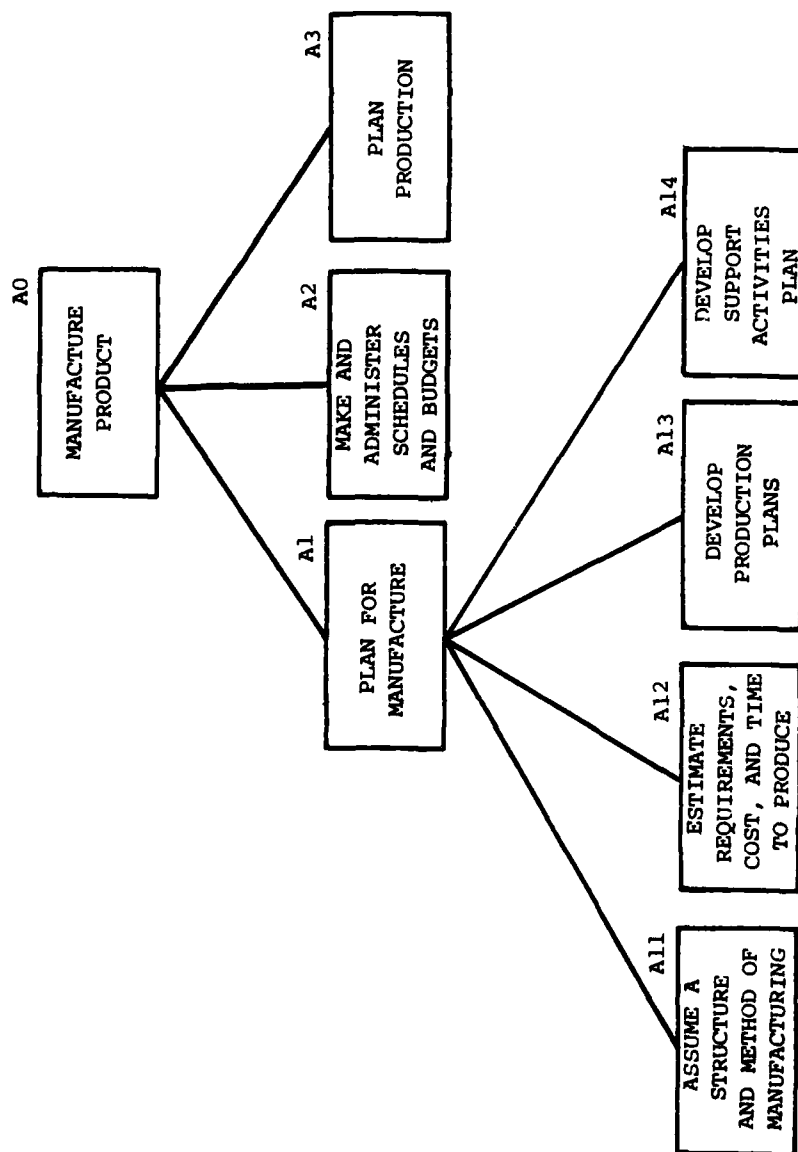 A0
MANUFACTURE
PRODUCT
A1
PLAN FOR
MANUFACTURE
A2
MAKE AND
ADMINISTER
SCHEDULES
AND BUDGETS
A3
PLAN
PRODUCTION
A11
ASSUME A
STRUCTURE
AND METHOD OF
MANUFACTURING
A12
ESTIMATE
REQUIREMENTS,
COST, AND TIME
TO PRODUCE
A13
DEVELOP
PRODUCTION
PLANS
A14
DEVELOP
SUPPORT
ACTIVITIES
PLAN